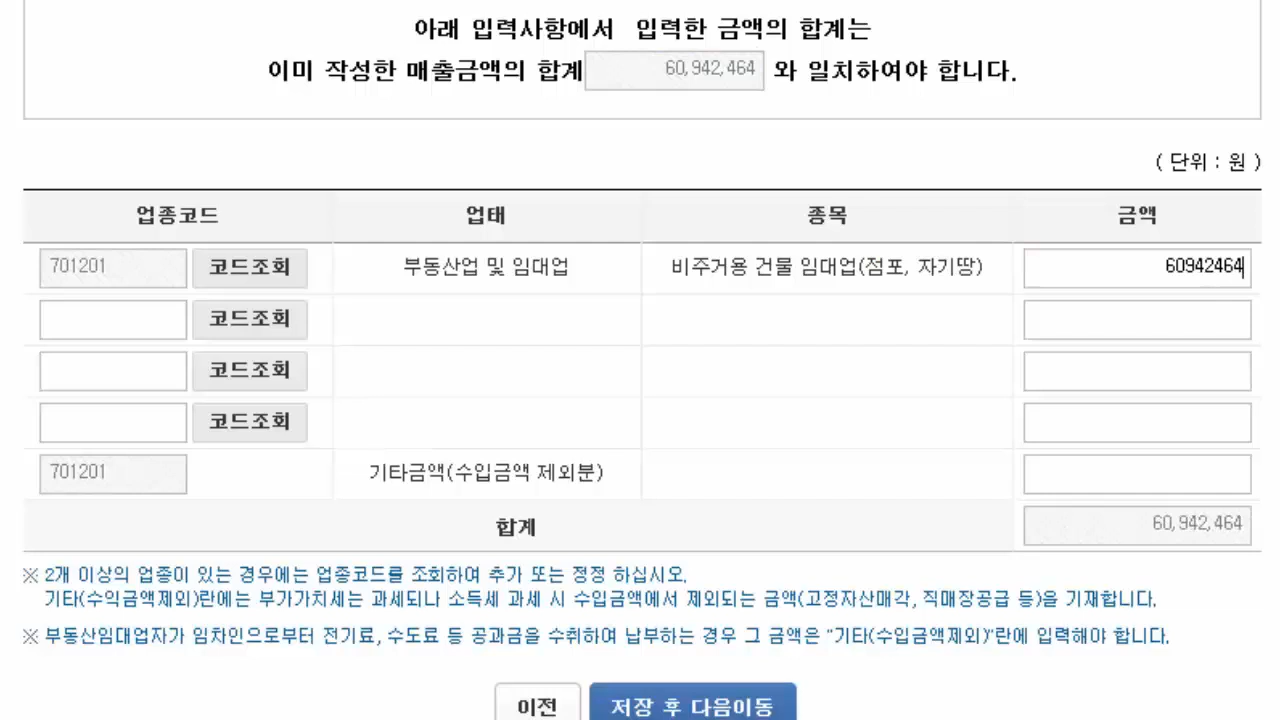 아래 입력사항에서 입력한 금액의 합계는
이미 작성한 매출금액의 합계 60,942,464 와 일치하여야 합니다.
( 단위 : 원 )
업종코드 업태 종목 금액
701201 코드조회 부동산업 및 임대업 비주거용 건물 임대업(점포, 자기땅) 60942464
코드조회
코드조회
코드조회
701201 기타금액(수입금액 제외분)
합계 60,942,464
※ 2개 이상의 업종이 있는 경우에는 업종코드를 조회하여 추가 또는 정정 하십시오.
기타(수익금액제외)란에는 부가가치세는 과세되나 소득세 과세 시 수입금액에서 제외되는 금액(고정자산매각, 직매장공급 등)을 기재합니다.
※ 부동산임대업자가 임차인으로부터 전기료, 수도료 등 공과금을 수취하여 납부하는 경우 그 금액은 "기타(수입금액제외)"란에 입력해야 합니다.
이전 저장 후 다음이동